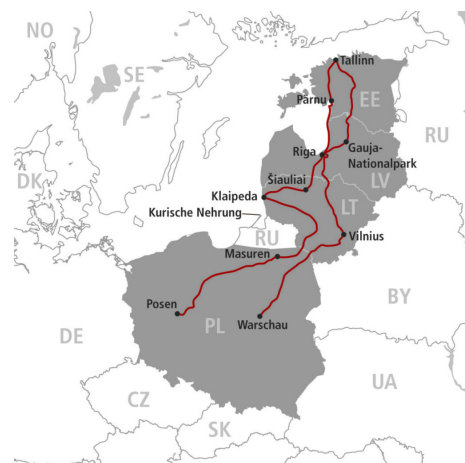 NO
SE
Tallinn
Pärnu
EE
RU
Riga
Gauja-
Nationalpark
DK
Šiauliai
LV
Klaipeda
Kurische Nehrung
LT
RU
Vilnius
Masuren
BY
Posen
PL
Warschau
DE
UA
CZ
SK